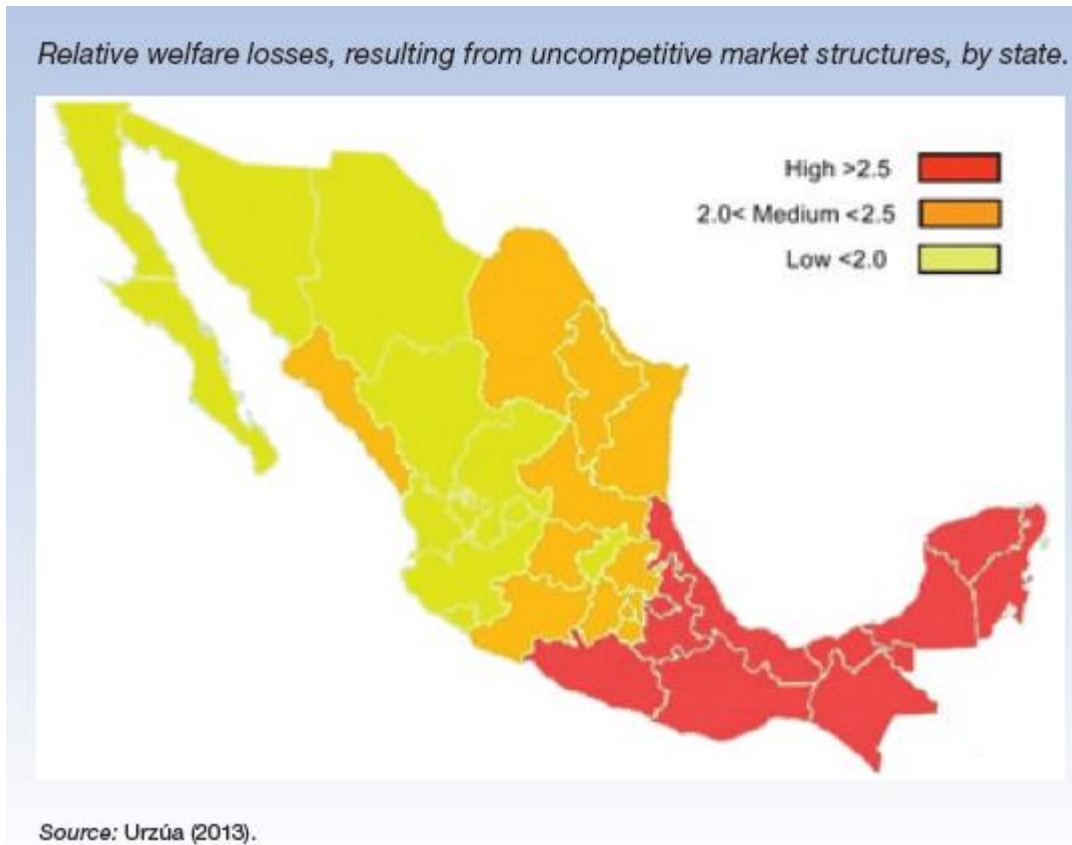 Relative welfare losses, resulting from uncompetitive market structures, by state.
High >2.5
2.0< Medium <2.5
Low <2.0
Source: Urzúa (2013).